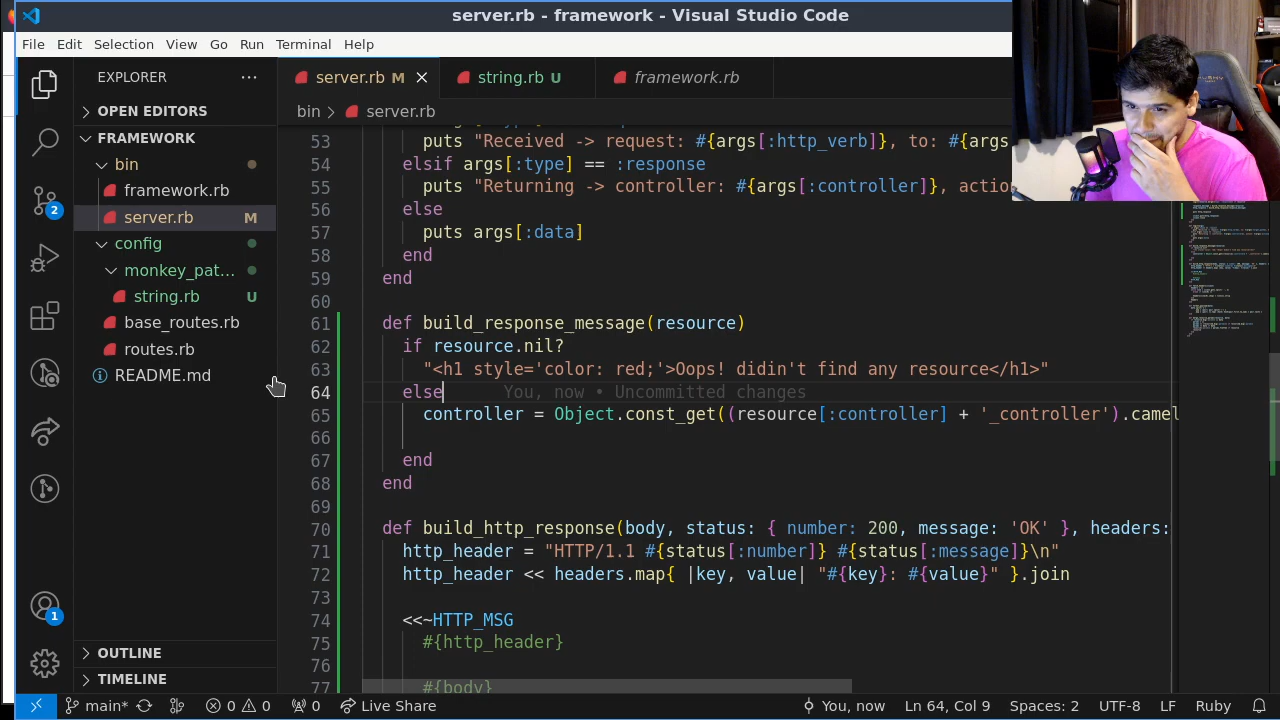 server.rb - framework - Visual Studio Code
File Edit Selection View Go Run Terminal Help
EXPLORER
OPEN EDITORS
FRAMEWORK
bin
framework.rb
server.rb M
config
monkey_pat...
string.rb U
base_routes.rb
routes.rb
README.md
OUTLINE
TIMELINE
2
1
server.rb M
string.rb U
framework.rb
bin > server.rb
53 puts "Received -> request: #{args[:http_verb]}, to: #{args
54 elsif args[:type] == :response
55 puts "Returning -> controller: #{args[:controller]}, actio
56 else
57 puts args[:data]
58 end
59 end
60
61 def build_response_message(resource)
62 if resource.nil?
63 "<h1 style='color: red;'>Oops! didin't find any resource</h1>"
64 else You, now • Uncommitted changes
65 controller = Object.const_get((resource[:controller] + '_controller').camel
66
67 end
68 end
69
70 def build_http_response(body, status: { number: 200, message: 'OK' }, headers:
71 http_header = "HTTP/1.1 #{status[:number]} #{status[:message]}\n"
72 http_header << headers.map{ |key, value| "#{key}: #{value}" }.join
73
74 <<~HTTP_MSG
75 #{http_header}
76
77 #{body}
main* 0 0 0 Live Share You, now Ln 64, Col 9 Spaces: 2 UTF-8 LF Ruby